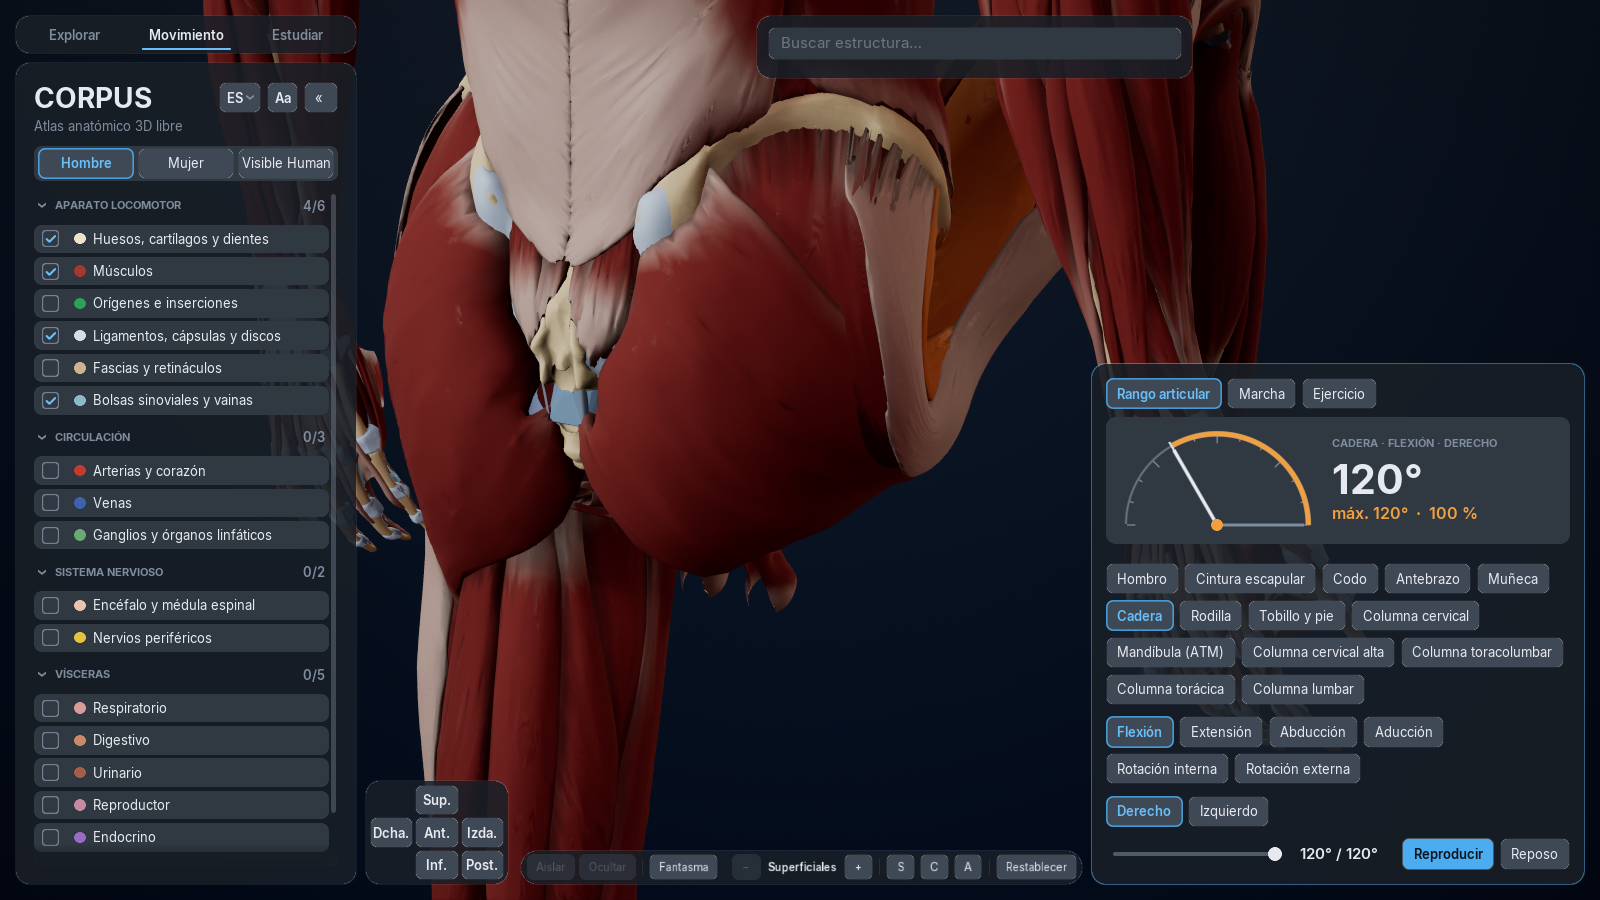 Explorar Movimiento Estudiar
Buscar estructura...
CORPUS ES Aa «
Atlas anatómico 3D libre
Hombre Mujer Visible Human
APARATO LOCOMOTOR 4/6
Huesos, cartílagos y dientes
Músculos
Orígenes e inserciones
Ligamentos, cápsulas y discos
Fascias y retináculos
Bolsas sinoviales y vainas
CIRCULACIÓN 0/3
Arterias y corazón
Venas
Ganglios y órganos linfáticos
SISTEMA NERVIOSO 0/2
Encéfalo y médula espinal
Nervios periféricos
VÍSCERAS 0/5
Respiratorio
Digestivo
Urinario
Reproductor
Endocrino
Sup.
Dcha. Ant. Izda.
Inf. Post.
Aislar Ocultar Fantasma − Superficiales + S C A Restablecer
Rango articular Marcha Ejercicio
CADERA · FLEXIÓN · DERECHO
120°
máx. 120° · 100 %
Hombro Cintura escapular Codo Antebrazo Muñeca
Cadera Rodilla Tobillo y pie Columna cervical
Mandíbula (ATM) Columna cervical alta Columna toracolumbar
Columna torácica Columna lumbar
Flexión Extensión Abducción Aducción
Rotación interna Rotación externa
Derecho Izquierdo
120° / 120° Reproducir Reposo